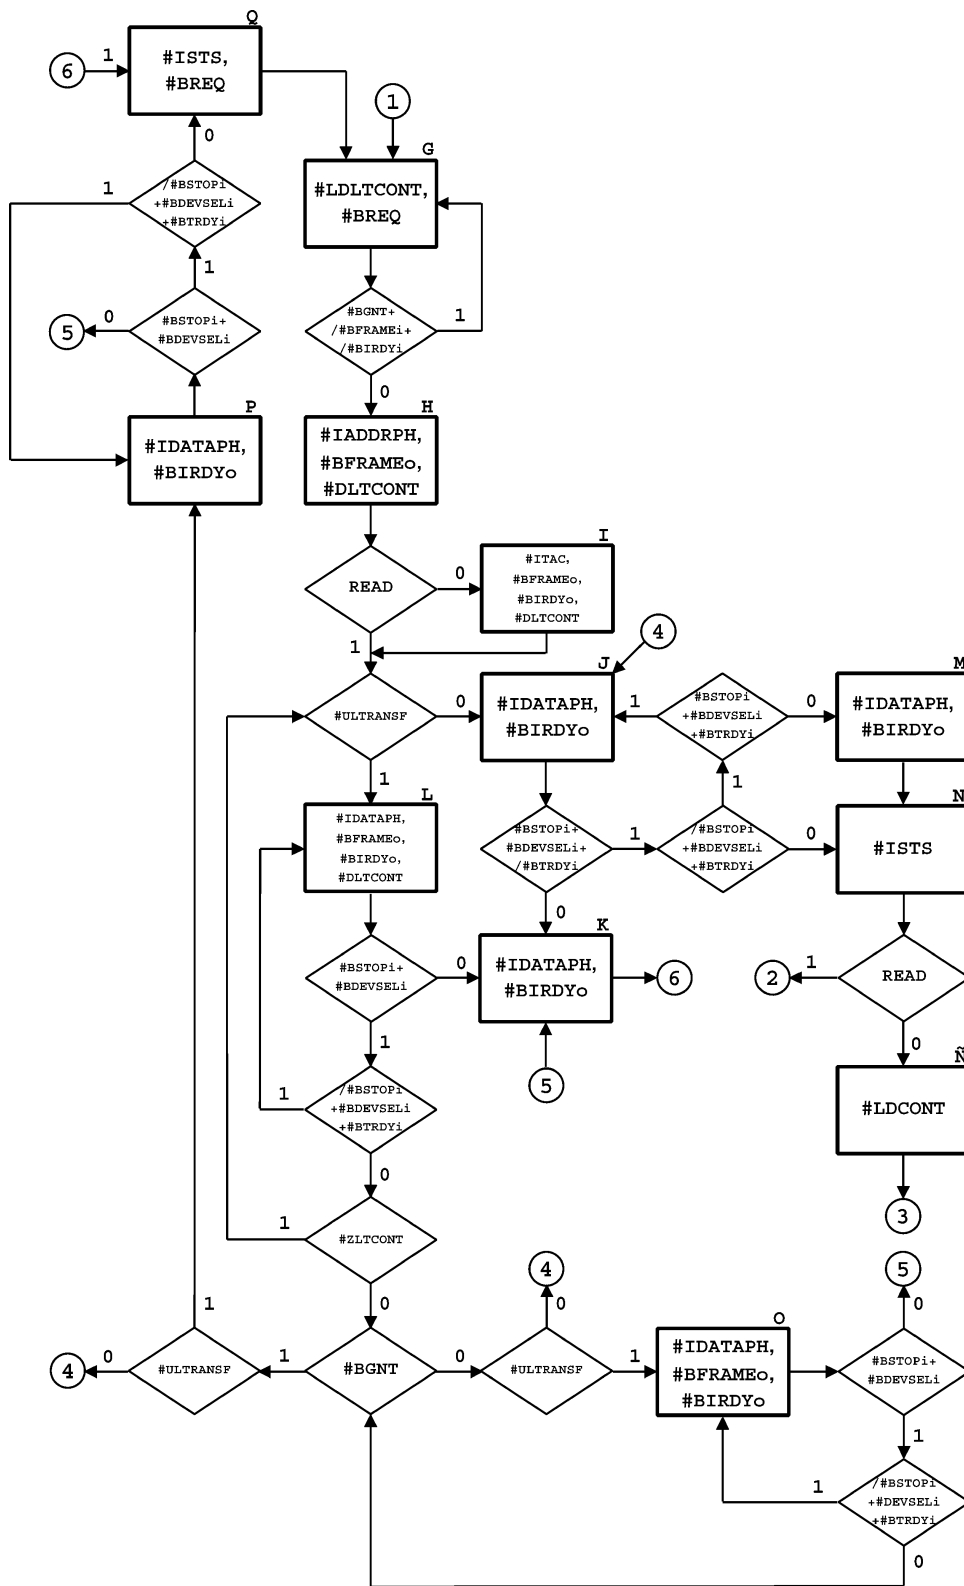 Q
#ISTS,
#BREQ
6
1
1
0
G
#LDLTCONT,
#BREQ
/#BSTOPi
+#BDEVSELi
+#BTRDYi
1
1
#BSTOPi+
#BDEVSELi
0
5
#BGNT+
/#BFRAMEi+
/#BIRDYi
1
0
P
#IDATAPH,
#BIRDYo
H
#IADDRPH,
#BFRAMEo,
#DLTCONT
READ
0
1
I
#ITAC,
#BFRAMEo,
#BIRDYo,
#DLTCONT
4
#ULTRANSF
0
1
J
#IDATAPH,
#BIRDYo
1
#BSTOPi
+#BDEVSELi
+#BTRDYi
0
M
#IDATAPH,
#BIRDYo
L
#IDATAPH,
#BFRAMEo,
#BIRDYo,
#DLTCONT
#BSTOPi+
#BDEVSELi+
/#BTRDYi
1
0
1
/#BSTOPi
+#BDEVSELi
+#BTRDYi
0
N
#ISTS
#BSTOPi+
#BDEVSELi
0
1
K
#IDATAPH,
#BIRDYo
6
5
2
1
READ
0
Ñ
#LDCONT
3
/#BSTOPi
+#BDEVSELi
+#BTRDYi
1
0
#ZLTCONT
1
0
4
0
#ULTRANSF
1
1
#BGNT
0
#ULTRANSF
0
4
1
O
#IDATAPH,
#BFRAMEo,
#BIRDYo
5
0
#BSTOPi+
#BDEVSELi
1
/#BSTOPi
+#DEVSELi
+#BTRDYi
1
0